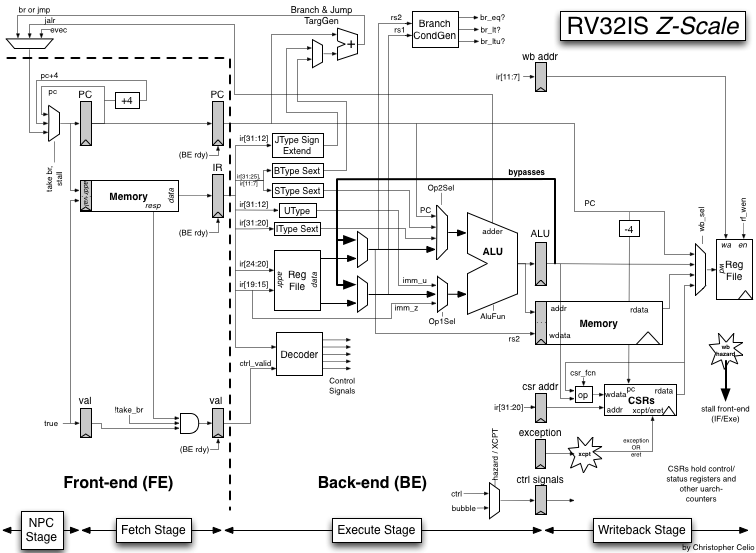 br or jmp
jalr
evec
Branch & Jump
TargGen
+
rs2
rs1
Branch
CondGen
br_eq?
br_lt?
br_ltu?
RV32IS Z-Scale
wb addr
ir[11:7]
pc+4
pc
PC
+4
PC
(BE rdy)
take br,
stall
IR
(BE rdy)
Memory
resp
data
ir[31:12]
JType Sign
Extend
ir[31:25],
ir[11:7]
BType Sext
SType Sext
ir[31:12]
UType
ir[31:20]
IType Sext
ir[24:20]
ir[19:15]
addr
Reg
File
data
bypasses
Op2Sel
PC
adder
ALU
AluFun
imm_u
imm_z
Op1Sel
rs2
ALU
PC
-4
wb_sel
rf_wen
wa en
wd
Reg
File
addr
rdata
Memory
wdata
wb
hazard
stall front-end
(IF/Exe)
Decoder
ctrl_valid
Control
Signals
csr_fcn
op
wdata
pc
rdata
CSRs
addr
xcpt/eret
csr addr
ir[31:20]
exception
xcpt
exception
OR
eret
val
true
!take_br
val
(BE rdy)
hazard / XCPT
ctrl
bubble
ctrl signals
CSRs hold control/
status registers and
other uarch-
counters
Front-end (FE)
Back-end (BE)
NPC
Stage
Fetch Stage
Execute Stage
Writeback Stage
by Christopher Celio